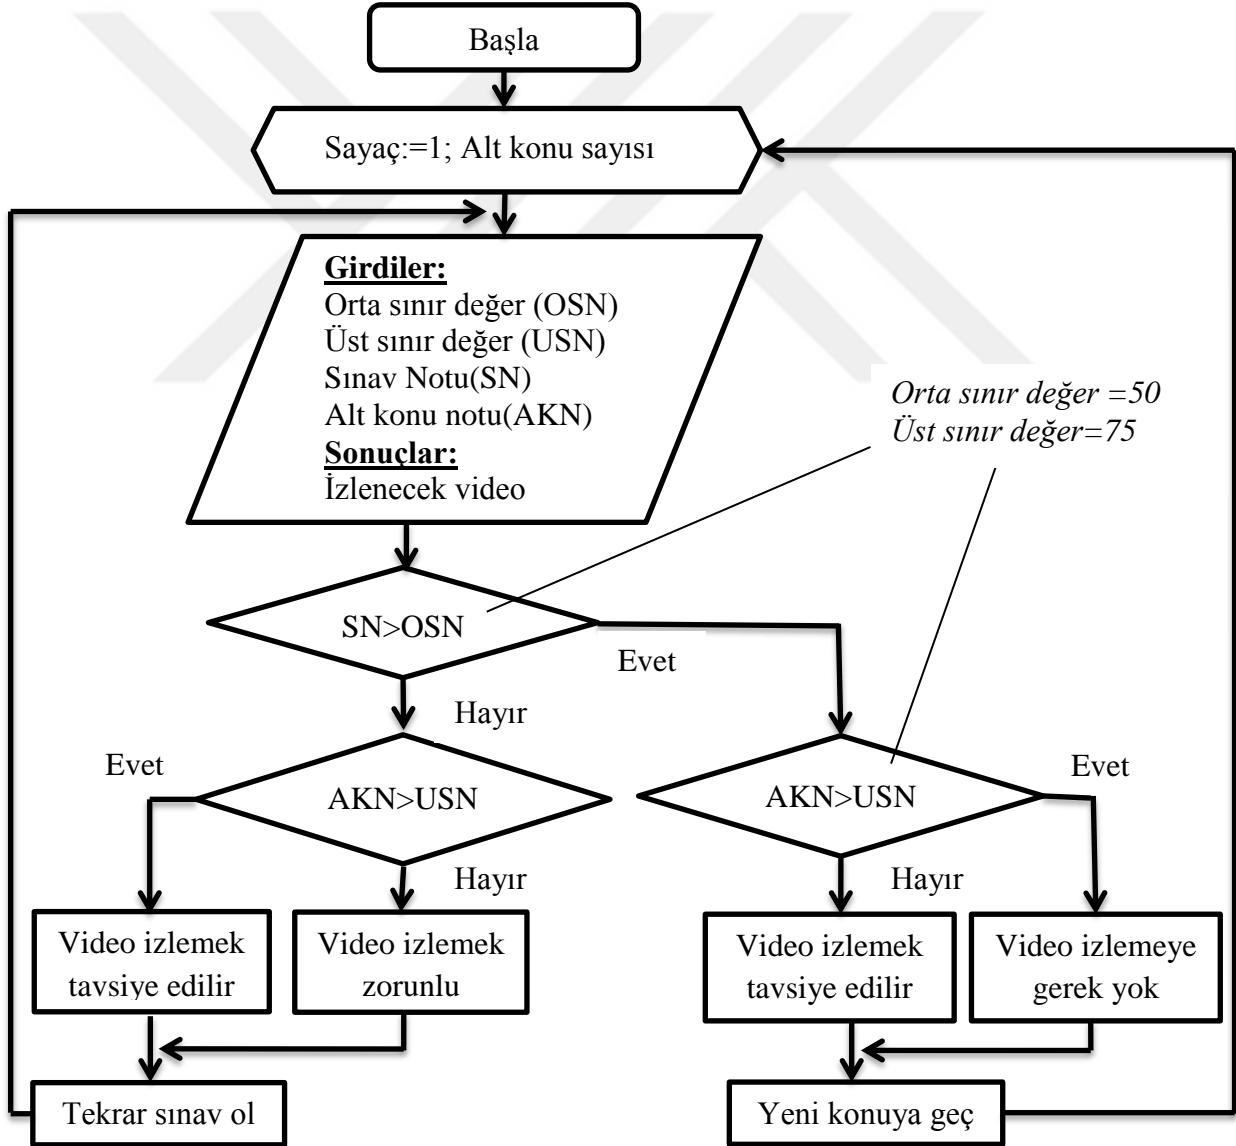 Başla
Sayaç:=1; Alt konu sayısı
Girdiler:
Orta sınır değer (OSN)
Üst sınır değer (USN)
Sınav Notu(SN)
Alt konu notu(AKN)
Sonuçlar:
İzlenecek video
Orta sınır değer =50
Üst sınır değer=75
SN>OSN
Evet
Hayır
Evet
AKN>USN
Hayır
AKN>USN
Evet
Hayır
Video izlemek
tavsiye edilir
Video izlemek
zorunlu
Video izlemek
tavsiye edilir
Video izlemeye
gerek yok
Tekrar sınav ol
Yeni konuya geç